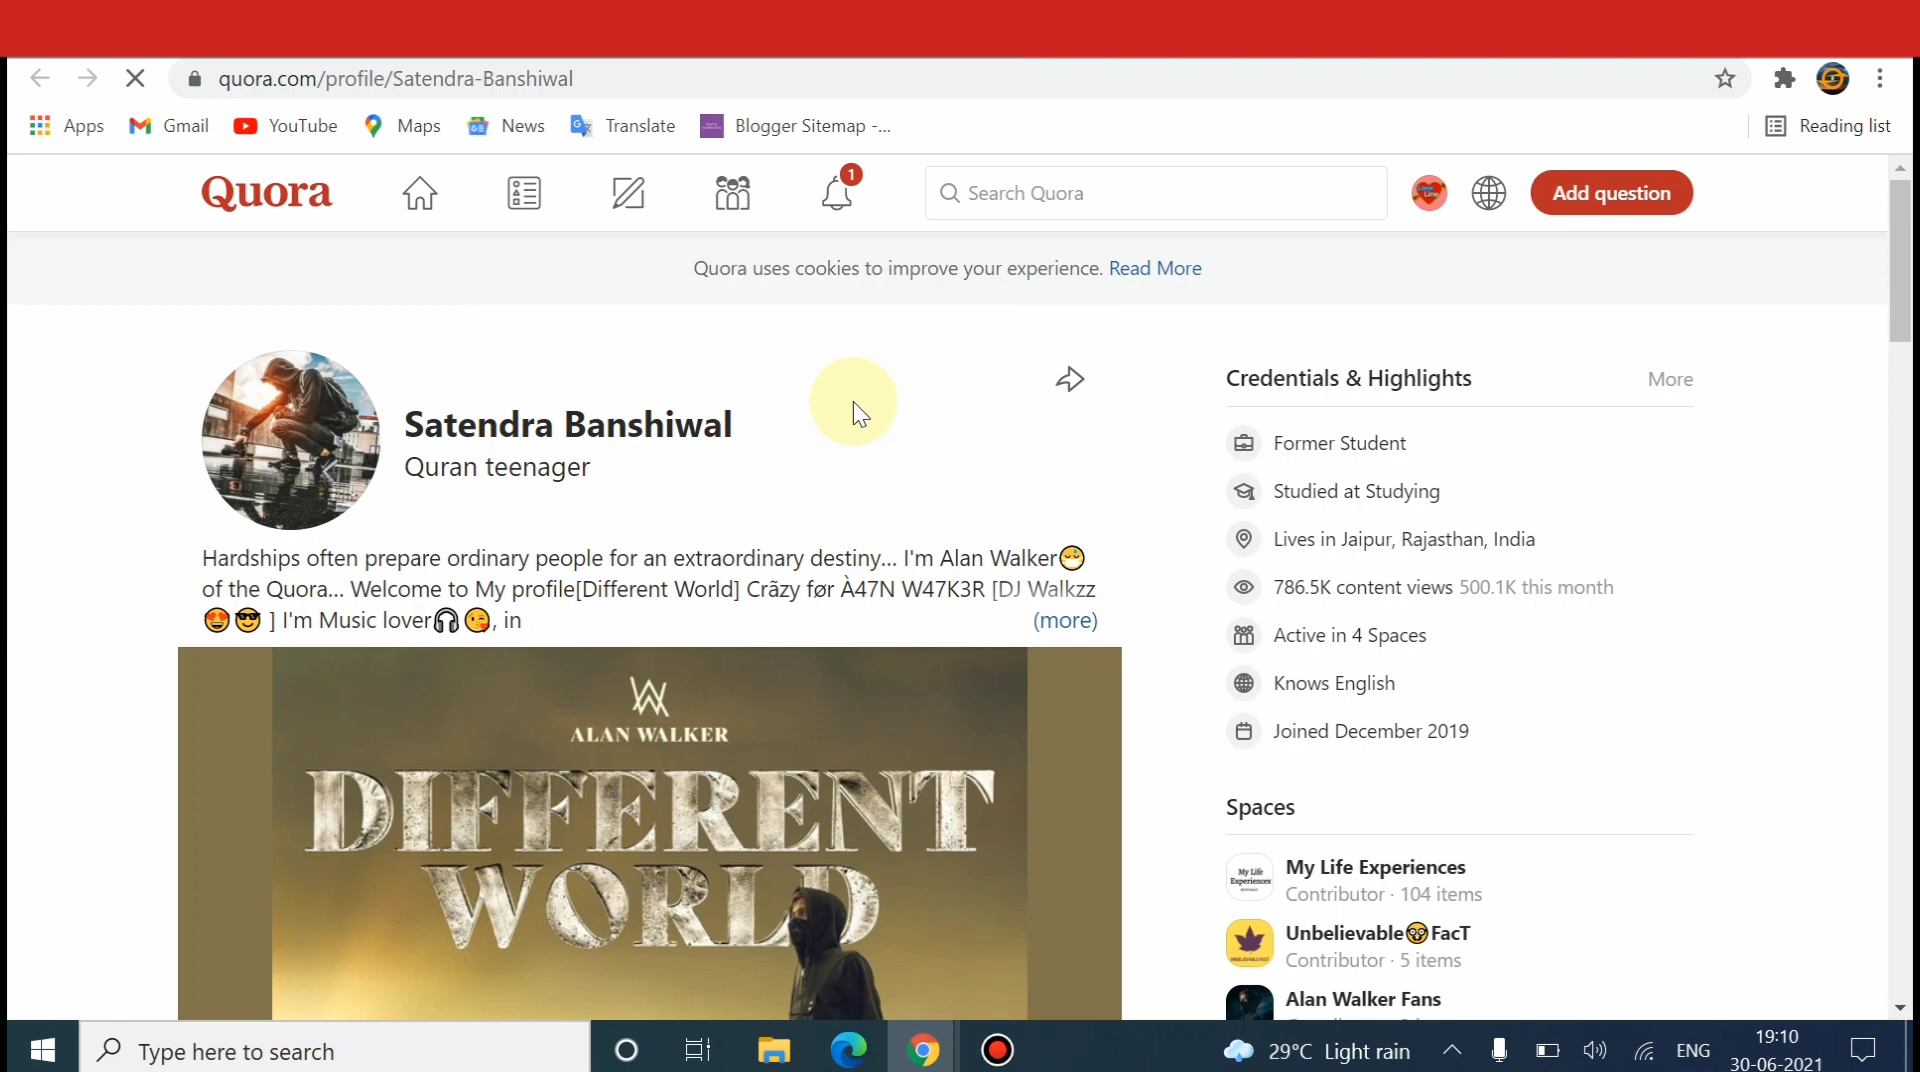 quora.com/profile/Satendra-Banshiwal
Apps Gmail YouTube Maps News Translate Blogger Sitemap -... Reading list
Quora 1 Search Quora Add question
Quora uses cookies to improve your experience. Read More
Satendra Banshiwal
Quran teenager
Hardships often prepare ordinary people for an extraordinary destiny... I'm Alan Walker😷
of the Quora... Welcome to My profile[Different World] Crãzy før À47N W47K3R [DJ Walkzz
😍😎 ] I'm Music lover🎧😘, in (more)
ALAN WALKER
DIFFERENT
WORLD
Credentials & Highlights More
Former Student
Studied at Studying
Lives in Jaipur, Rajasthan, India
786.5K content views 500.1K this month
Active in 4 Spaces
Knows English
Joined December 2019
Spaces
My Life
Experiences
My Life Experiences
Contributor · 104 items
Unbelievable🤓FacT
Contributor · 5 items
Alan Walker Fans
Type here to search
29°C Light rain
ENG
19:10
30-06-2021